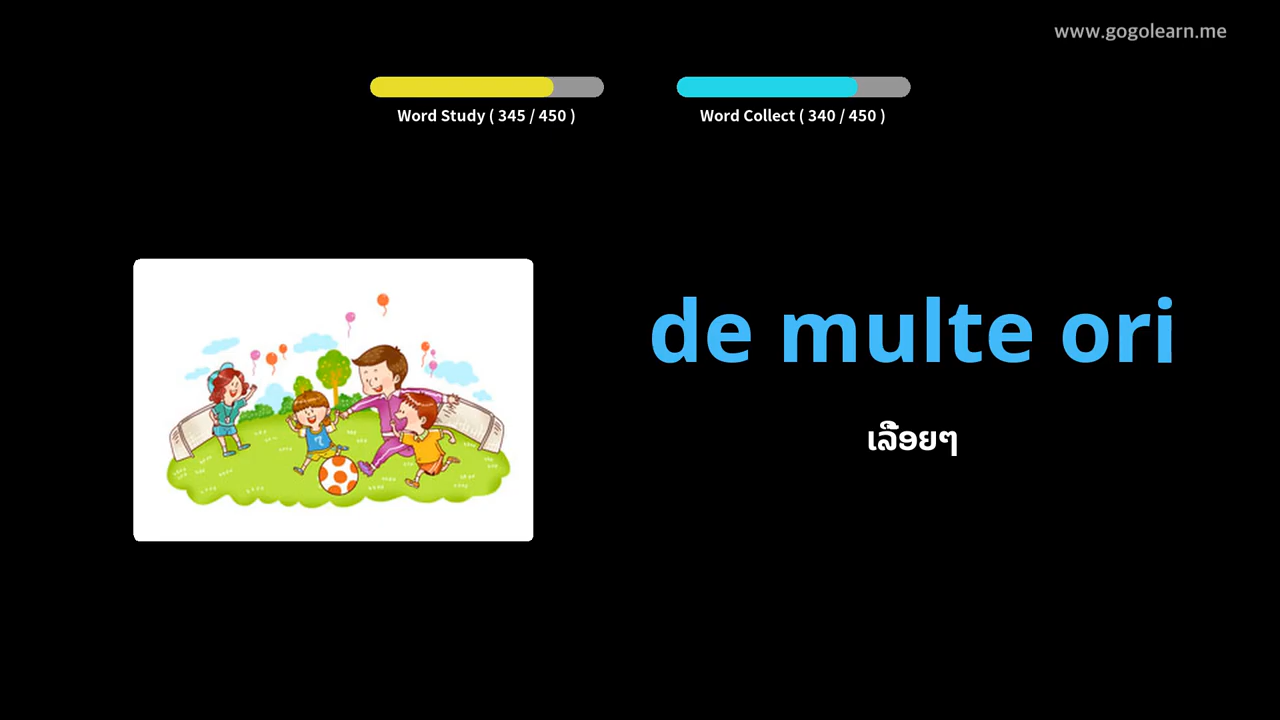 www.gogolearn.me
Word Study ( 345 / 450 )
Word Collect ( 340 / 450 )
de multe ori
ເລື້ອຍໆ